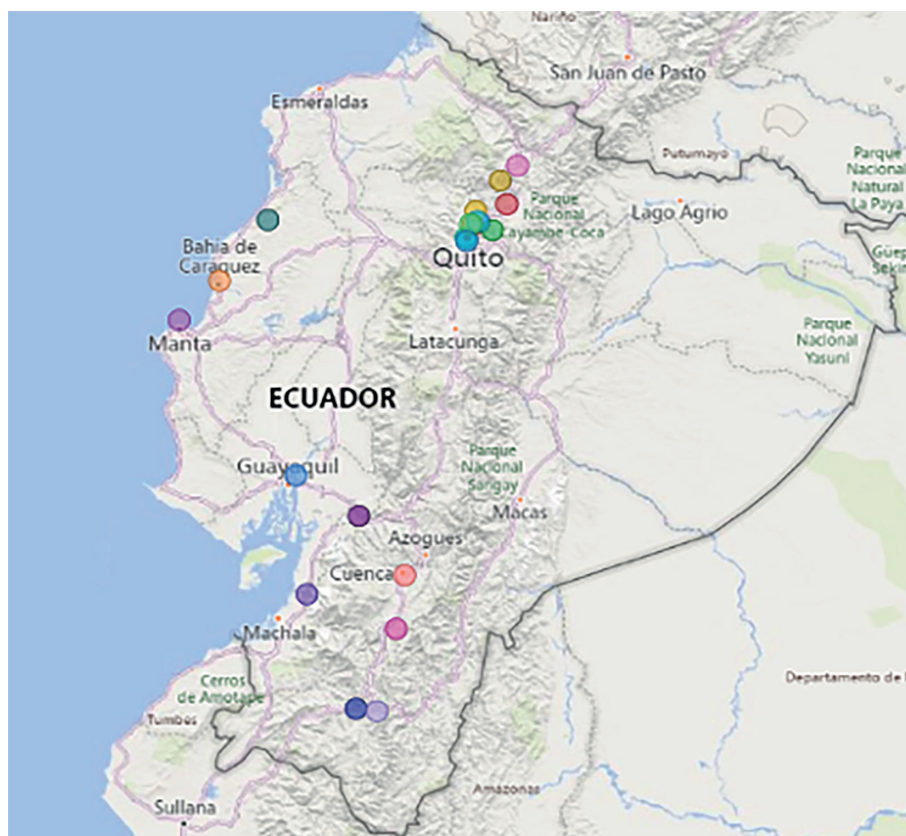 Nariño
San Juan de Pasto
Esmeraldas
Putumayo
Parque
Nacional
Natural
La Paya
Parque
Nacional
Cayambe-Coca
Lago Agrio
Bahía de
Caraquez
Quito
Manta
Latacunga
Parque
Nacional
Yasuni
ECUADOR
Guayaquil
Parque
Nacional
Sangay
Macas
Azogues
Cuenca
Machala
Cerros
de Amotape
Departamento de
Tumbes
Amazonas
Sullana